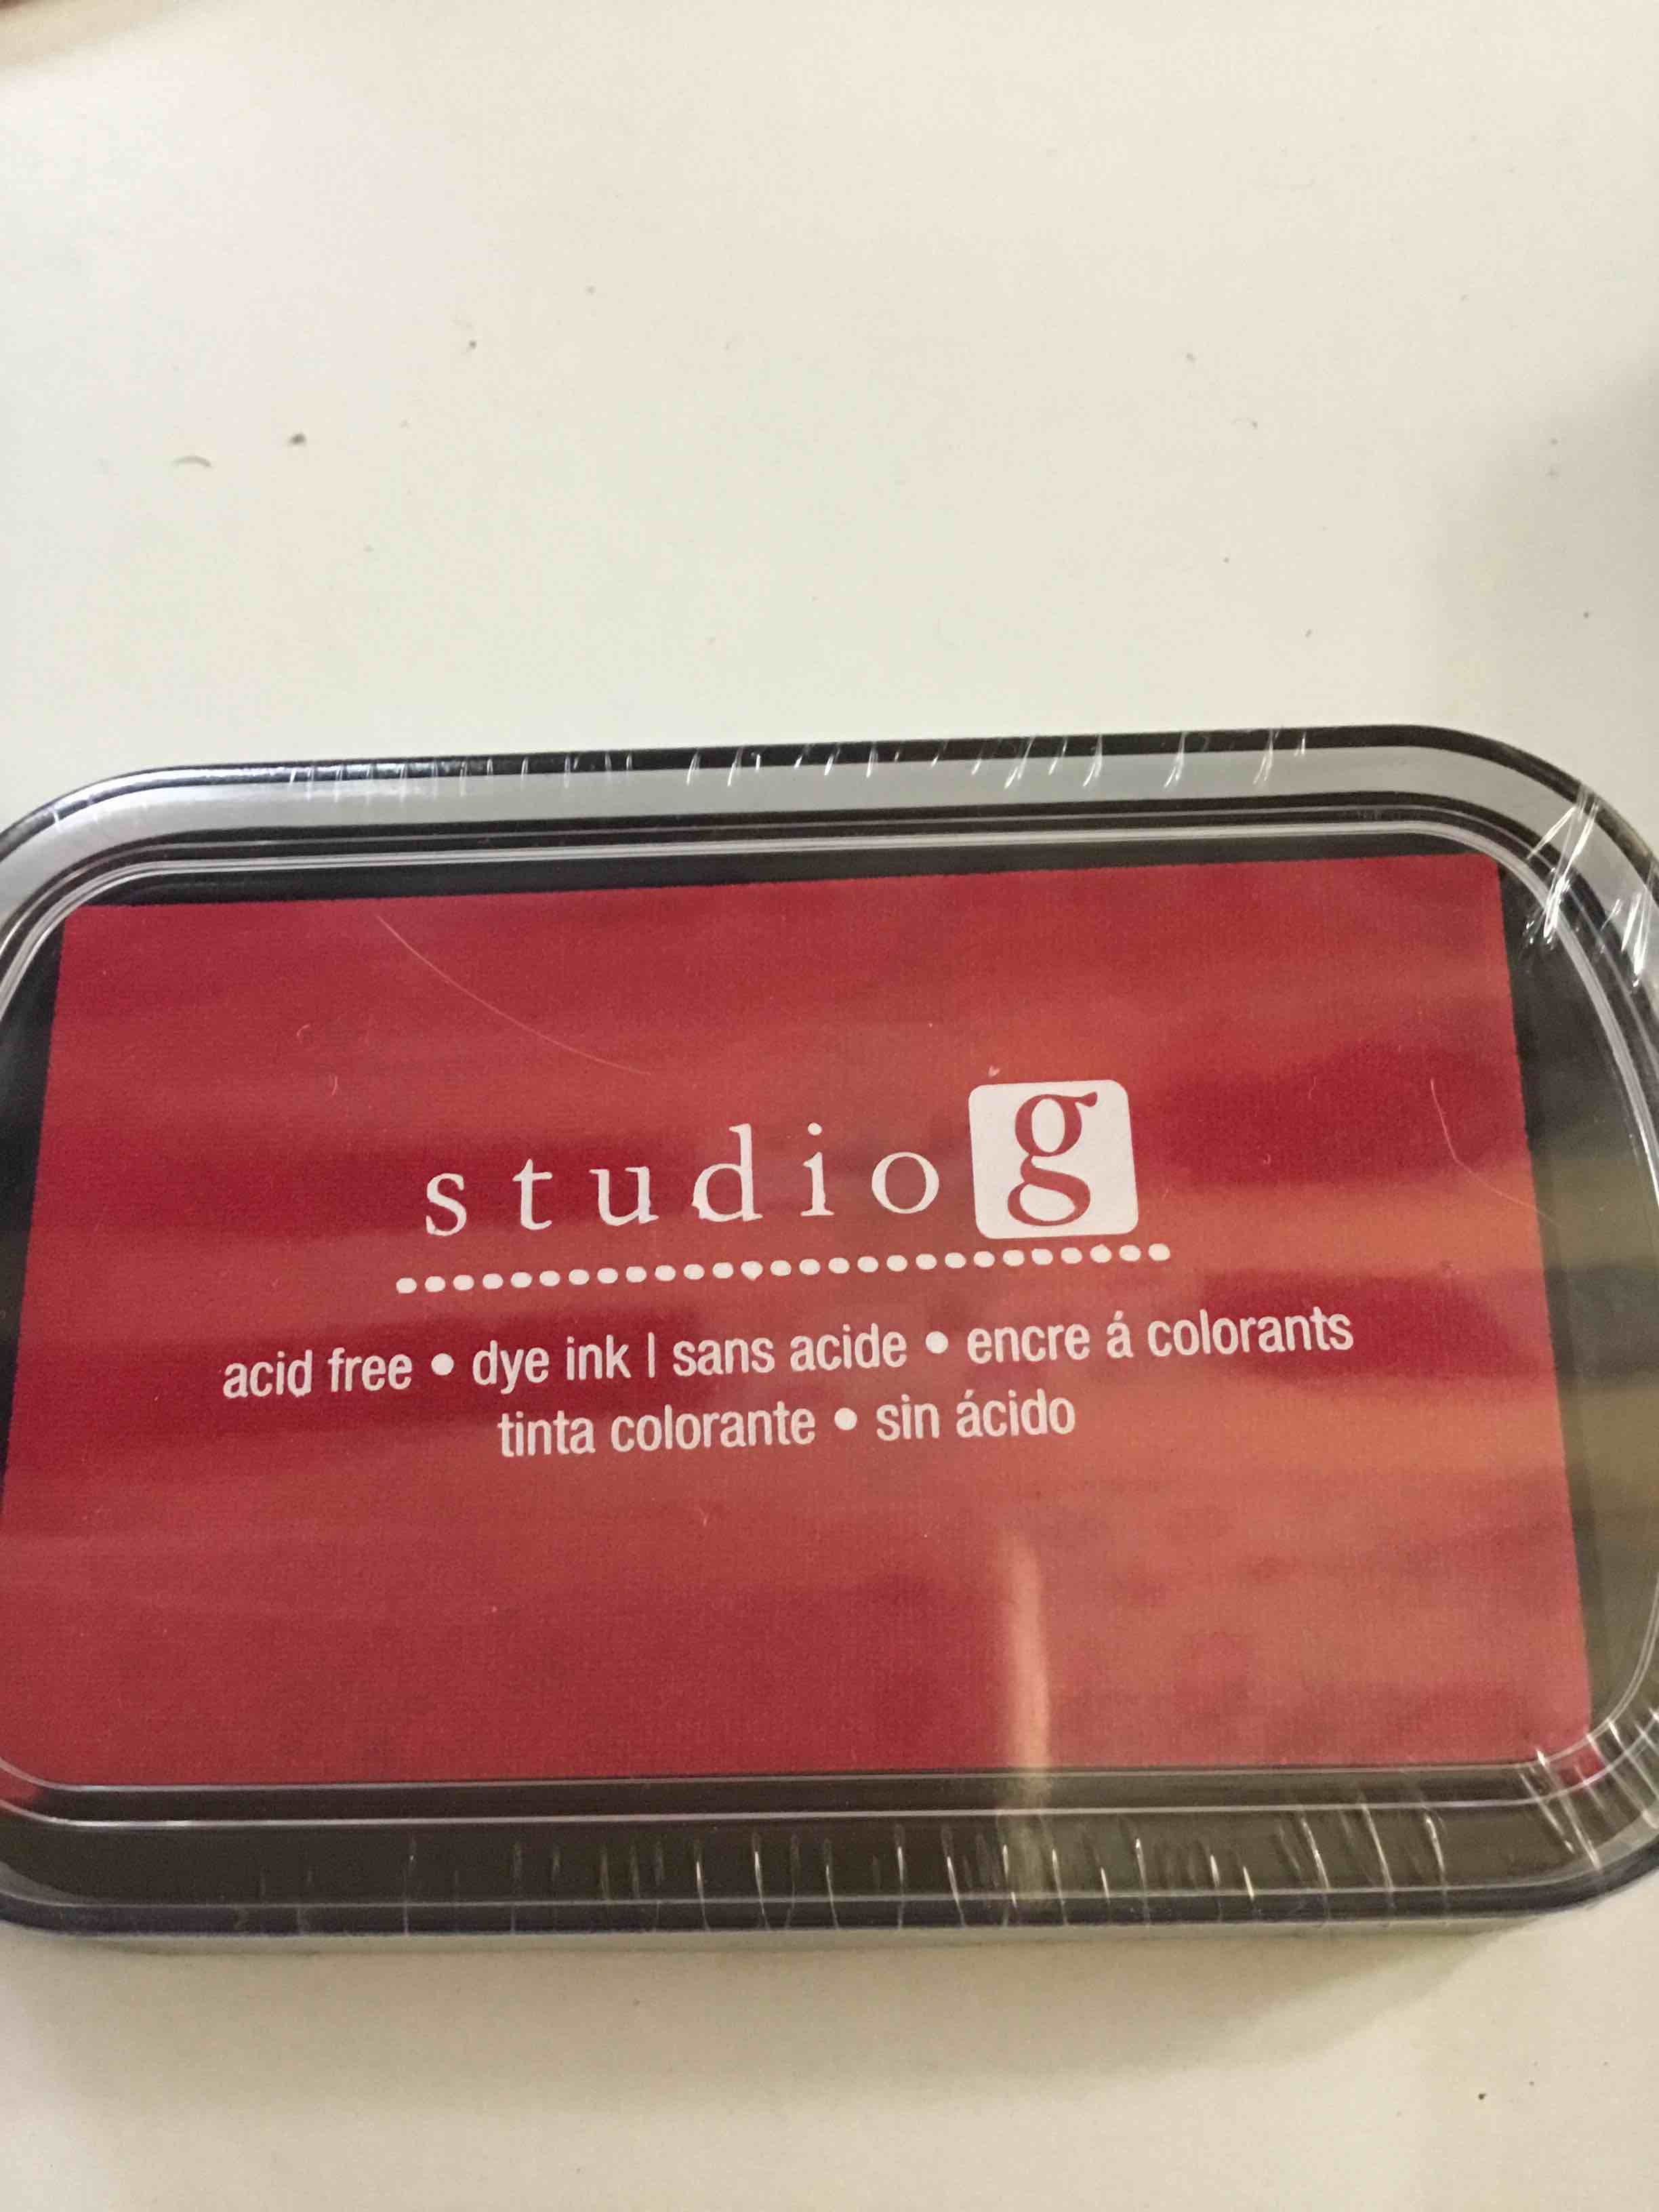 studio g
acid free • dye ink | sans acide • encre á colorants
tinta colorante • sin ácido